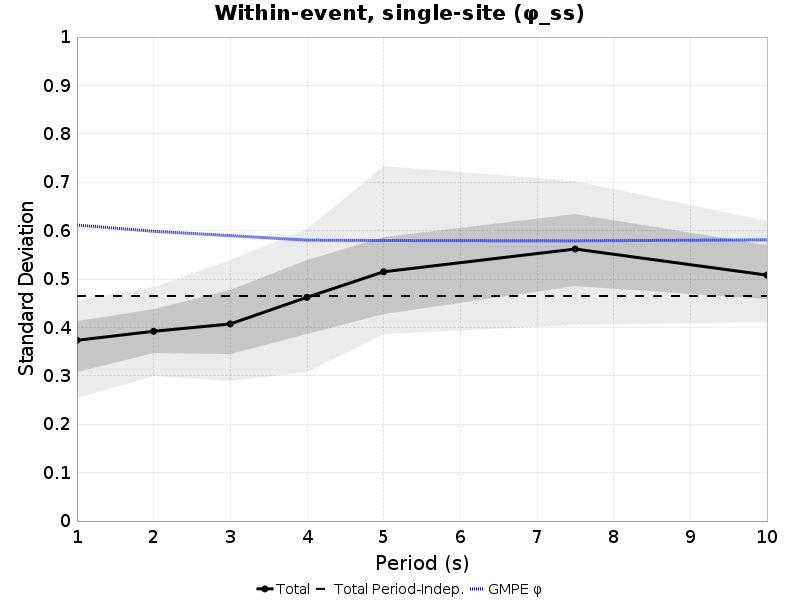 Within-event, single-site (φ_ss)
1
0.9
0.8
0.7
0.6
0.5
0.4
0.3
0.2
0.1
0
Standard Deviation
1 2 3 4 5 6 7 8 9 10
Period (s)
Total Total Period-Indep. GMPE φ